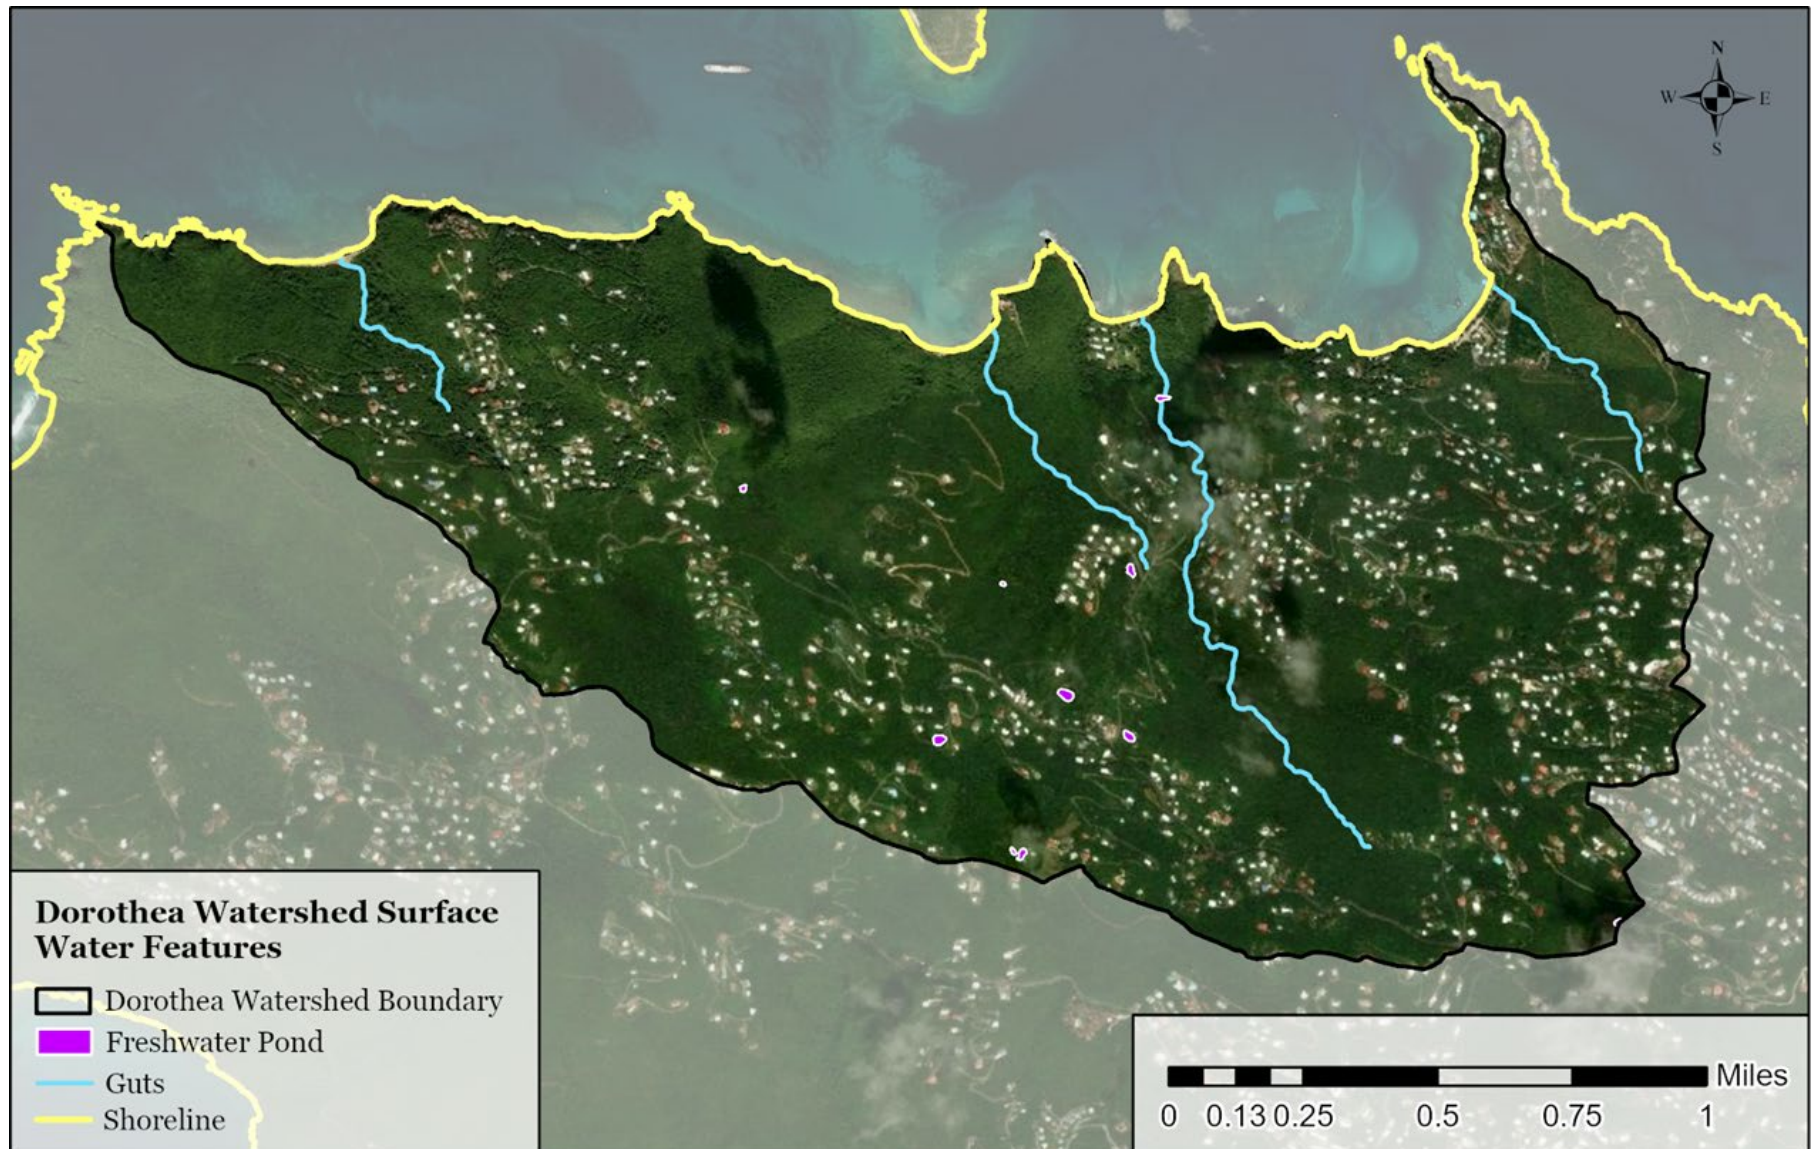 N
W E
S
Dorothea Watershed Surface
Water Features
Dorothea Watershed Boundary
Freshwater Pond
Guts
Shoreline
Miles
0 0.13 0.25 0.5 0.75 1